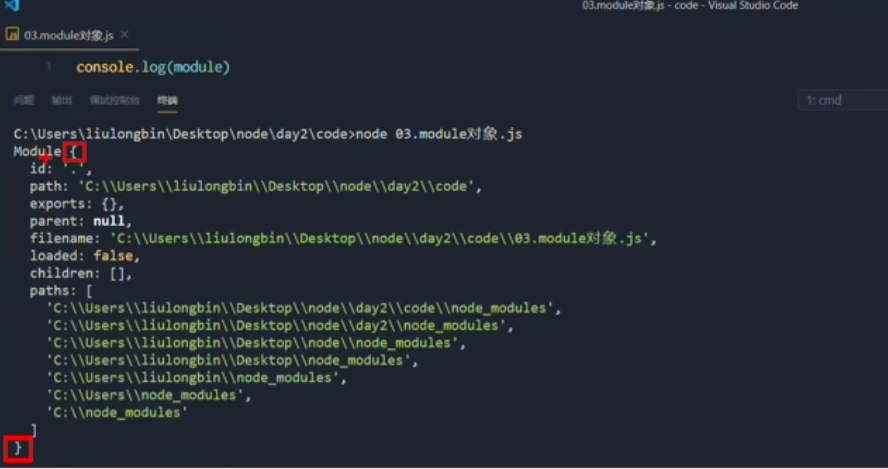 03.module对象.js - code - Visual Studio Code
03.module对象.js ×
1 console.log(module)
问题 输出 调试控制台 终端 1: cmd
C:\Users\liulongbin\Desktop\node\day2\code>node 03.module对象.js
Module {
id: '.',
path: 'C:\\Users\\liulongbin\\Desktop\\node\\day2\\code',
exports: {},
parent: null,
filename: 'C:\\Users\\liulongbin\\Desktop\\node\\day2\\code\\03.module对象.js',
loaded: false,
children: [],
paths: [
'C:\\Users\\liulongbin\\Desktop\\node\\day2\\code\\node_modules',
'C:\\Users\\liulongbin\\Desktop\\node\\day2\\node_modules',
'C:\\Users\\liulongbin\\Desktop\\node\\node_modules',
'C:\\Users\\liulongbin\\Desktop\\node_modules',
'C:\\Users\\liulongbin\\node_modules',
'C:\\Users\\node_modules',
'C:\\node_modules'
]
}